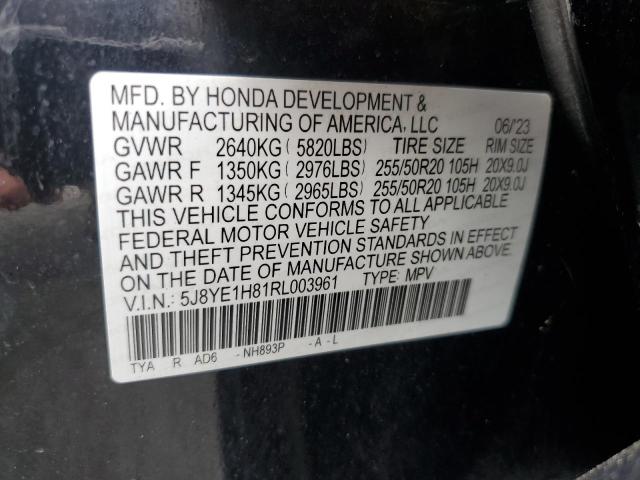 MFD. BY HONDA DEVELOPMENT &
MANUFACTURING OF AMERICA, LLC 06/'23
GVWR 2640KG ( 5820LBS) TIRE SIZE RIM SIZE
GAWR F 1350KG ( 2976LBS) 255/50R20 105H 20X9.0J
GAWR R 1345KG ( 2965LBS) 255/50R20 105H 20X9.0J
THIS VEHICLE CONFORMS TO ALL APPLICABLE
FEDERAL MOTOR VEHICLE SAFETY
AND THEFT PREVENTION STANDARDS IN EFFECT
ON THE DATE OF MANUFACTURE SHOWN ABOVE.
V.I.N.: 5J8YE1H81RL003961 TYPE: MPV
TYA R AD6 -NH893P -A-L